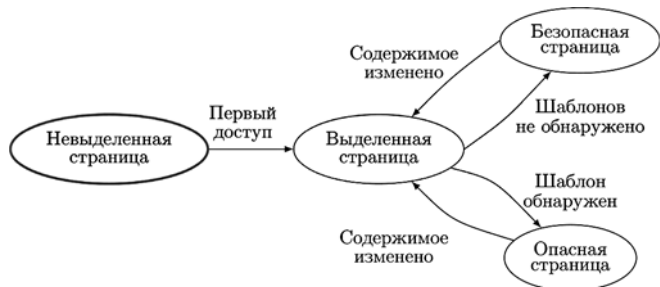 Безопасная
страница
Содержимое
изменено
Первый
доступ
Шаблонов
не обнаружено
Невыделенная
страница
Выделенная
страница
Шаблон
обнаружен
Содержимое
изменено
Опасная
страница